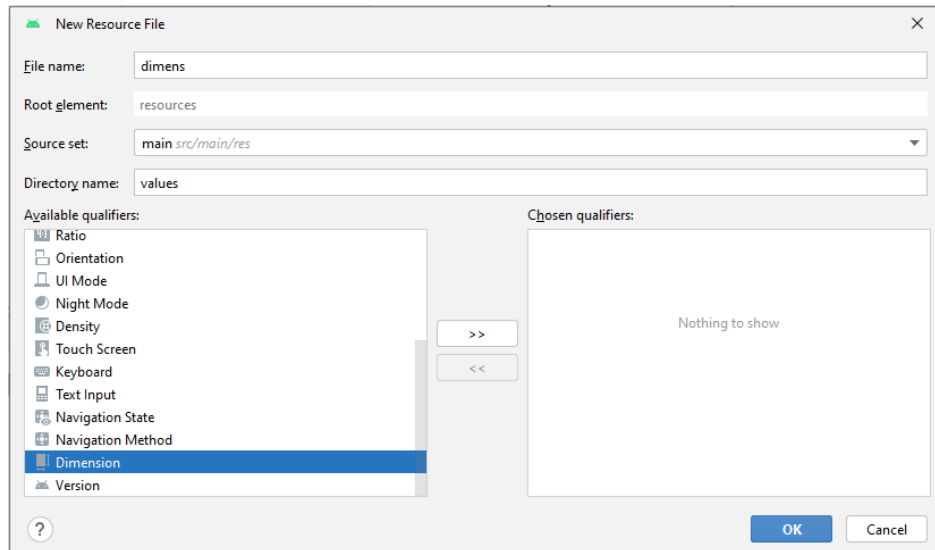 New Resource File
File name: dimens
Root element: resources
Source set: main src/main/res
Directory name: values
Available qualifiers:
Chosen qualifiers:
Ratio
Orientation
UI Mode
Night Mode
Density
Touch Screen
Keyboard
Text Input
Navigation State
Navigation Method
Dimension
Version
>>
<<
Nothing to show
?
OK
Cancel